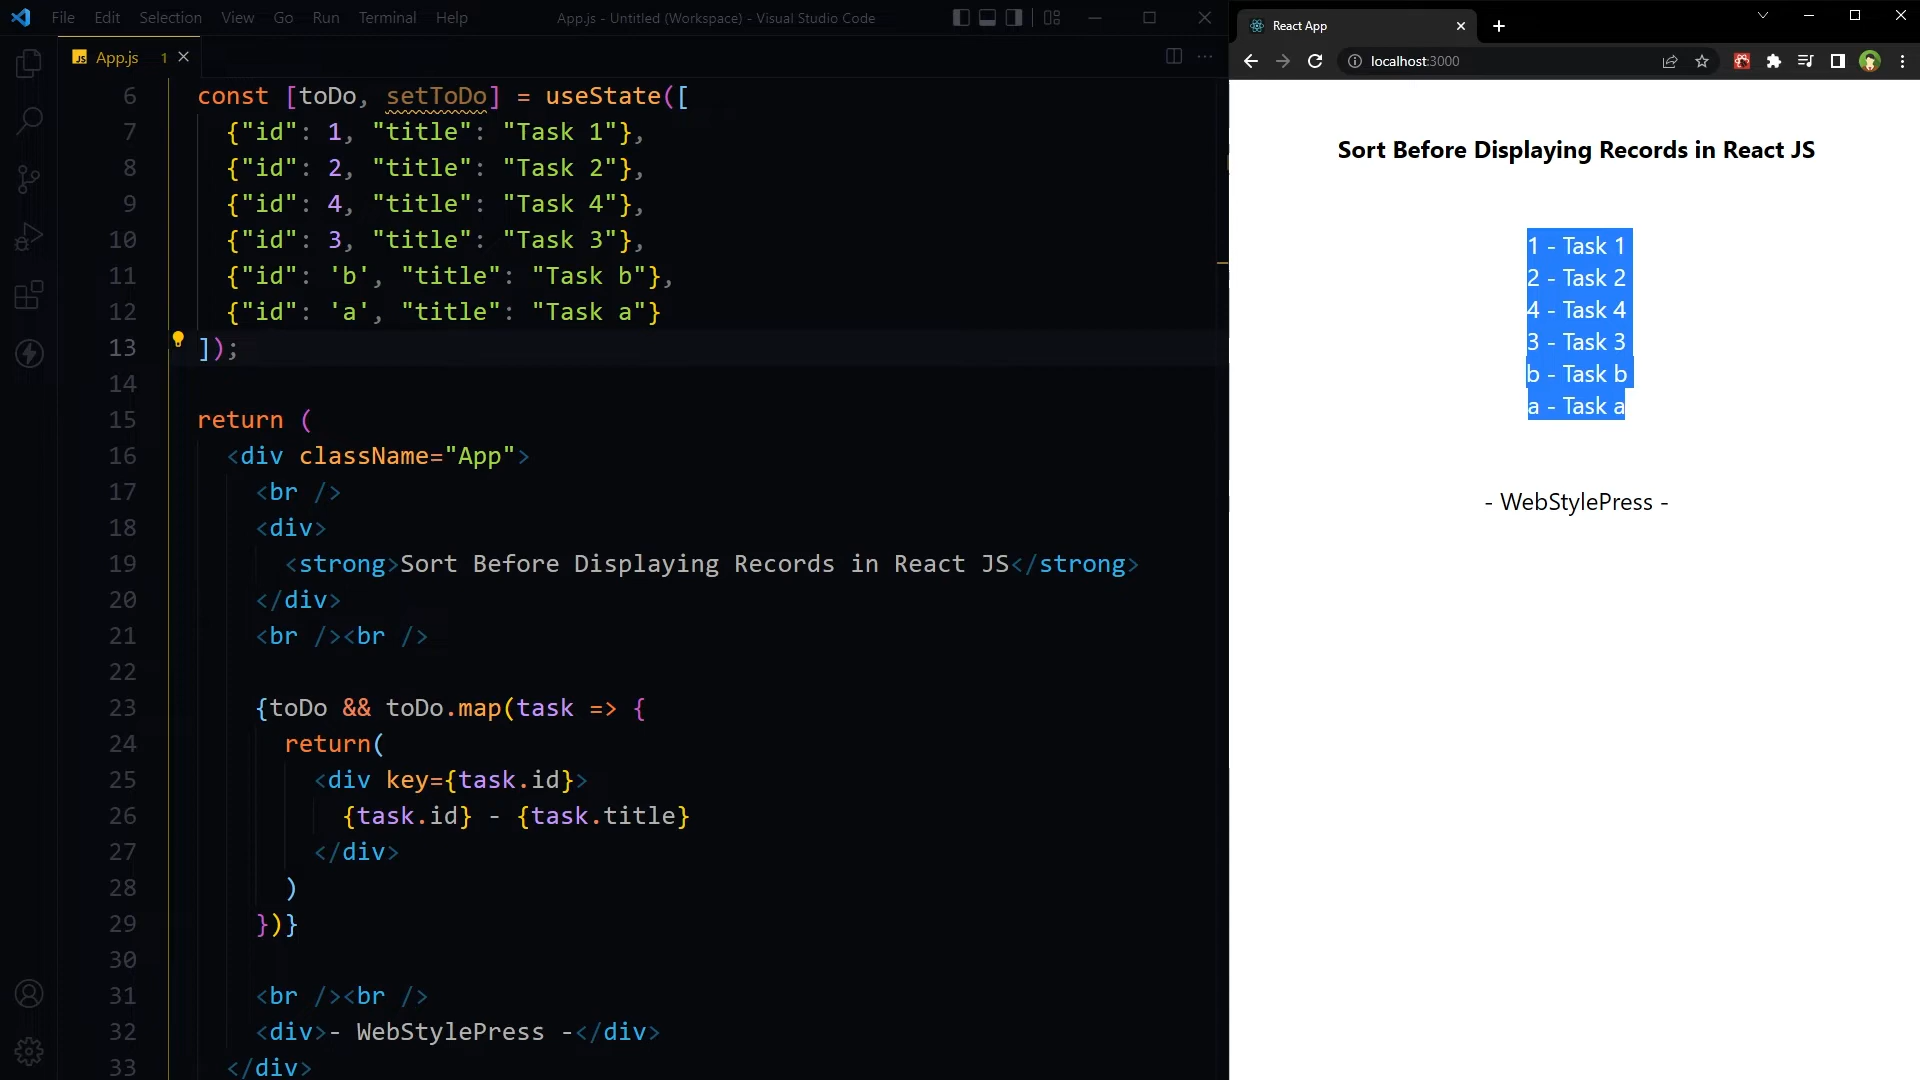 File Edit Selection View Go Run Terminal Help App.js - Untitled (Workspace) - Visual Studio Code
App.js 1
6 const [toDo, setToDo] = useState([
7 {"id": 1, "title": "Task 1"},
8 {"id": 2, "title": "Task 2"},
9 {"id": 4, "title": "Task 4"},
10 {"id": 3, "title": "Task 3"},
11 {"id": 'b', "title": "Task b"},
12 {"id": 'a', "title": "Task a"}
13 ]);
14
15 return (
16 <div className="App">
17 <br />
18 <div>
19 <strong>Sort Before Displaying Records in React JS</strong>
20 </div>
21 <br /><br />
22
23 {toDo && toDo.map(task => {
24 return(
25 <div key={task.id}>
26 {task.id} - {task.title}
27 </div>
28 )
29 })}
30
31 <br /><br />
32 <div>- WebStylePress -</div>
33 </div>
React App
localhost:3000
Sort Before Displaying Records in React JS
1 - Task 1
2 - Task 2
4 - Task 4
3 - Task 3
b - Task b
a - Task a
- WebStylePress -